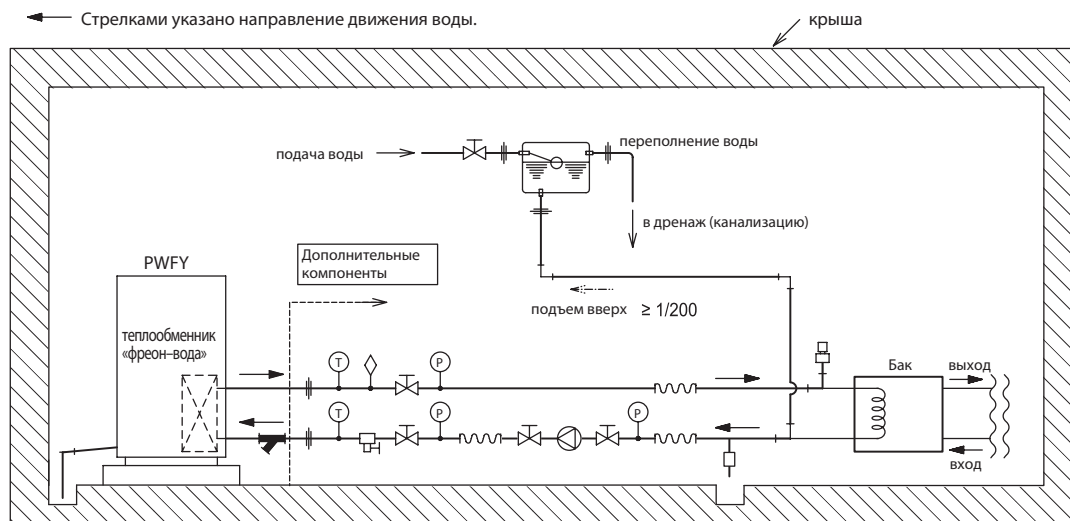 Стрелками указано направление движения воды.
крыша
подача воды
переполнение воды
в дренаж (канализацию)
PWFY
Дополнительные
компоненты
подъем вверх ≥ 1/200
теплообменник
«фреон–вода»
T
P
Бак
выход
T
P
P
вход